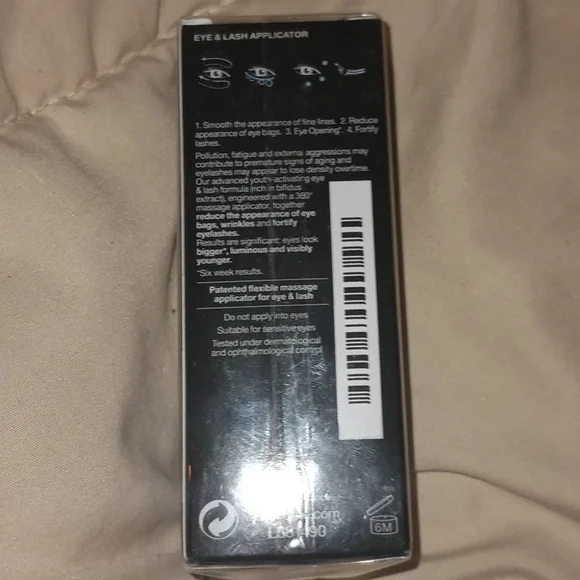 EYE & LASH APPLICATOR
1. Smooth the appearance of fine lines. 2. Reduce
appearance of eye bags. 3. Eye Opening*. 4. Fortify
lashes.
Pollution, fatigue and external aggressions may
contribute to premature signs of aging and
eyelashes may appear to lose density overtime.
Our advanced youth-activating eye
& lash formula (rich in bifidus
extract), engineered with a 360°
massage applicator, together
reduce the appearance of eye
bags, wrinkles and fortify
eyelashes.
Results are significant: eyes look
bigger*, luminous and visibly
younger.
*Six week results.
Patented flexible massage
applicator for eye & lash
Do not apply into eyes
Suitable for sensitive eyes
Tested under dermatological
and ophthalmological control
.com
6M